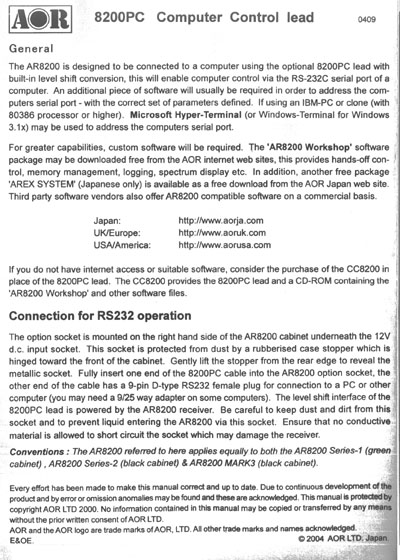 AOR 8200PC Computer Control lead 0409
General
The AR8200 is designed to be connected to a computer using the optional 8200PC lead with
built-in level shift conversion, this will enable computer control via the RS-232C serial port of a
computer. An additional piece of software will usually be required in order to address the com-
puters serial port - with the correct set of parameters defined. If using an IBM-PC or clone (with
80386 processor or higher). Microsoft Hyper-Terminal (or Windows-Terminal for Windows
3.1x) may be used to address the computers serial port.
For greater capabilities, custom software will be required. The 'AR8200 Workshop' software
package may be downloaded free from the AOR internet web sites, this provides hands-off con-
trol, memory management, logging, spectrum display etc. In addition, another free package
'AREX SYSTEM' (Japanese only) is available as a free download from the AOR Japan web site.
Third party software vendors also offer AR8200 compatible software on a commercial basis.
Japan: http://www.aorja.com
UK/Europe: http://www.aoruk.com
USA/America: http://www.aorusa.com
If you do not have internet access or suitable software, consider the purchase of the CC8200 in
place of the 8200PC lead. The CC8200 provides the 8200PC lead and a CD-ROM containing the
'AR8200 Workshop' and other software files.
Connection for RS232 operation
The option socket is mounted on the right hand side of the AR8200 cabinet underneath the 12V
d.c. input socket. This socket is protected from dust by a rubberised case stopper which is
hinged toward the front of the cabinet. Gently lift the stopper from the rear edge to reveal the
metallic socket. Fully insert one end of the 8200PC cable into the AR8200 option socket, the
other end of the cable has a 9-pin D-type RS232 female plug for connection to a PC or other
computer (you may need a 9/25 way adapter on some computers). The level shift interface of the
8200PC lead is powered by the AR8200 receiver. Be careful to keep dust and dirt from this
socket and to prevent liquid entering the AR8200 via this socket. Ensure that no conductive
material is allowed to short circuit the socket which may damage the receiver.
Conventions : The AR8200 referred to here applies equally to both the AR8200 Series-1 (green
cabinet) , AR8200 Series-2 (black cabinet) & AR8200 MARK3 (black cabinet).
Every effort has been made to make this manual correct and up to date. Due to continuous development of the
product and by error or omission anomalies may be found and these are acknowledged. This manual is protected by
copyright AOR LTD 2000. No information contained in this manual may be copied or transferred by any means
without the prior written consent of AOR LTD.
AOR and the AOR logo are trade marks of AOR, LTD. All other trade marks and names acknowledged.
E&OE. © 2004 AOR LTD, Japan